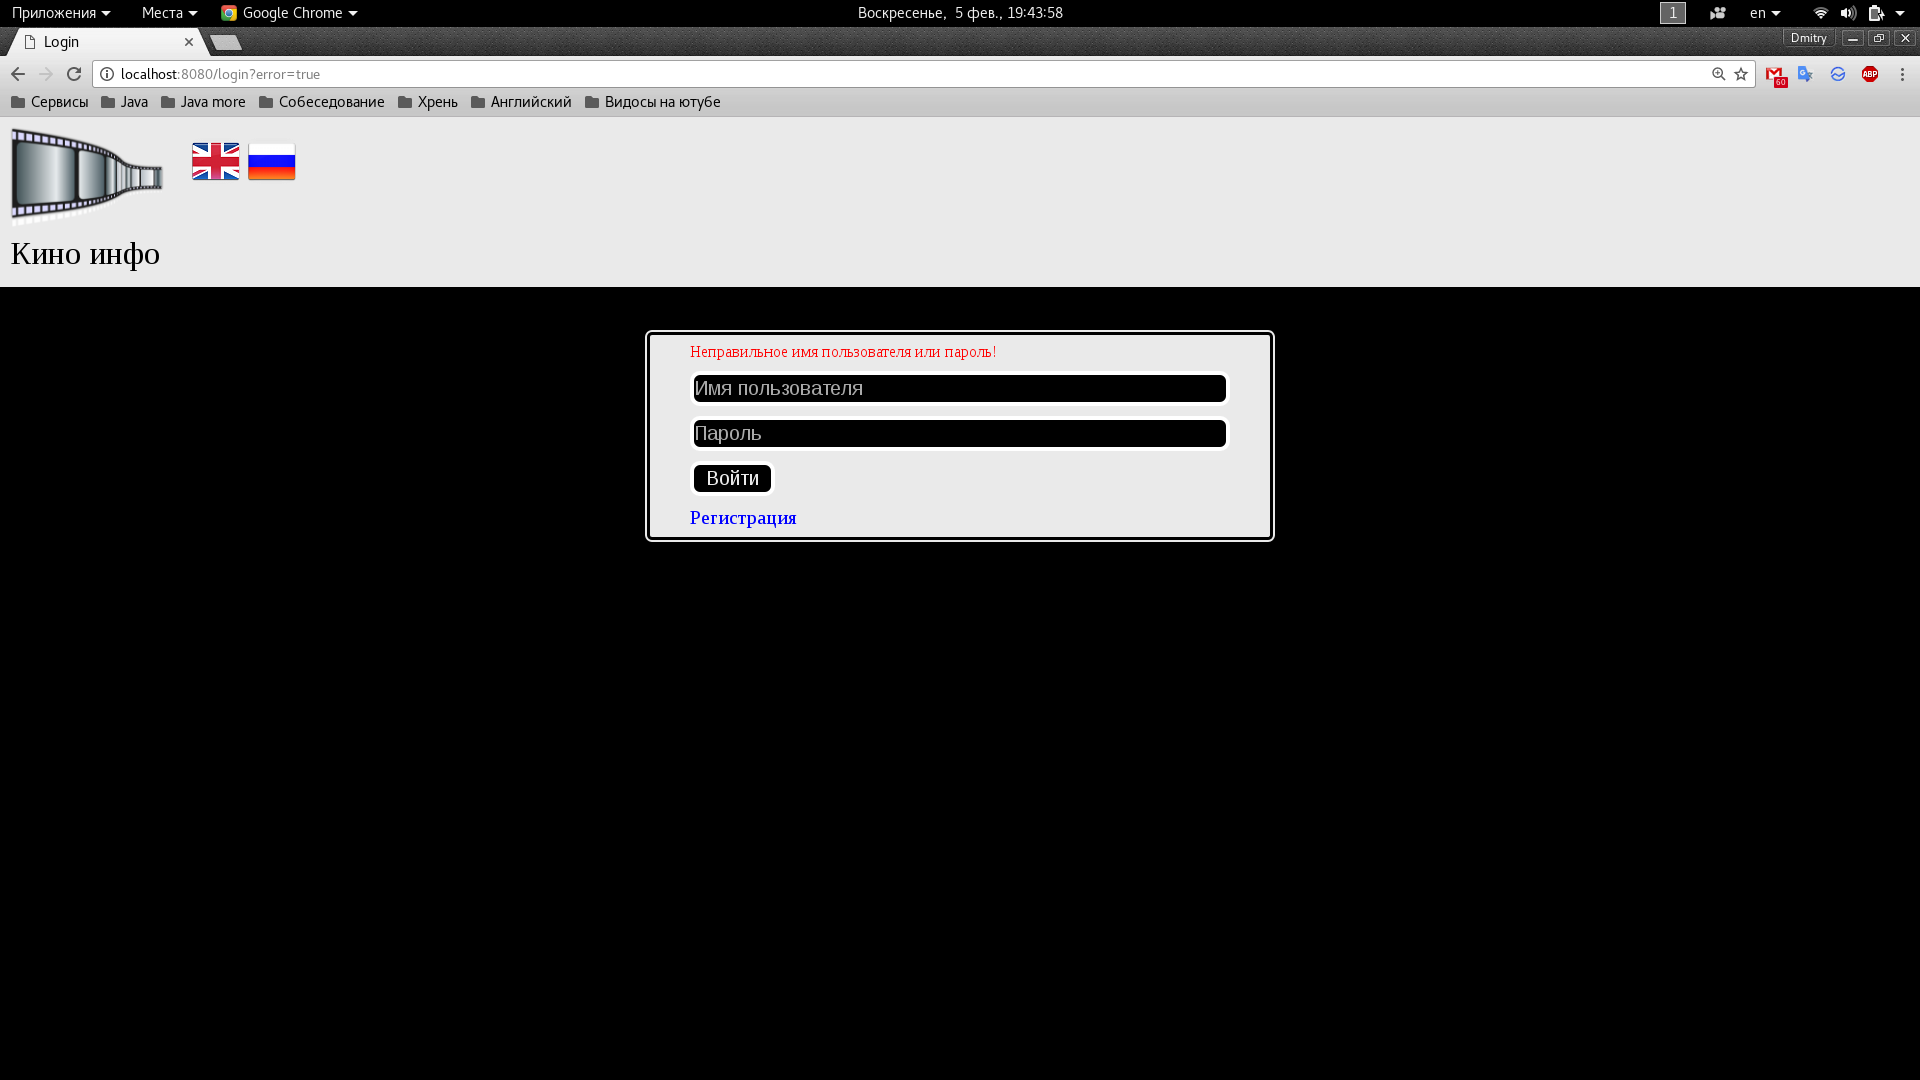 Приложения Места Google Chrome Воскресенье, 5 фев., 19:43:58 1 en
Login Dmitry
localhost:8080/login?error=true 60 ABP
Сервисы Java Java more Собеседование Хрень Английский Видосы на ютубе
Кино инфо
Неправильное имя пользователя или пароль!
Имя пользователя
Пароль
Войти
Регистрация